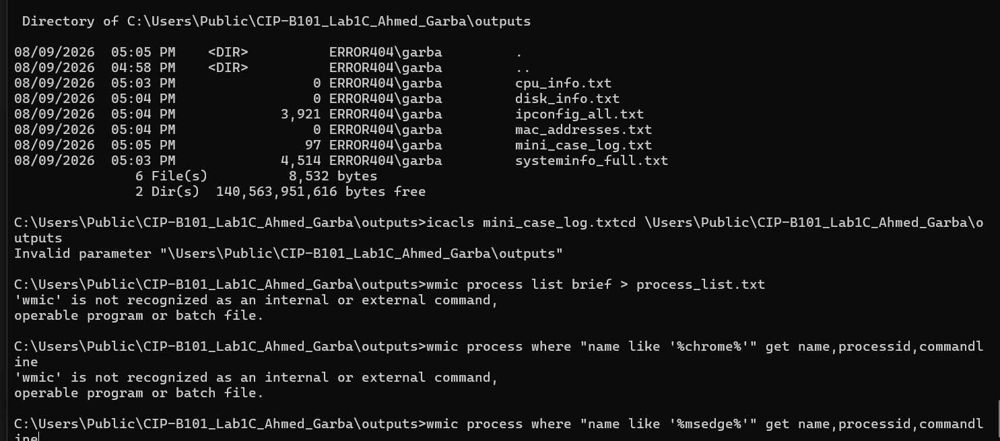 Directory of C:\Users\Public\CIP-B101_Lab1C_Ahmed_Garba\outputs
08/09/2026  05:05 PM    <DIR>          ERROR404\garba         .
08/09/2026  04:58 PM    <DIR>          ERROR404\garba         ..
08/09/2026  05:03 PM                 0 ERROR404\garba         cpu_info.txt
08/09/2026  05:04 PM                 0 ERROR404\garba         disk_info.txt
08/09/2026  05:04 PM             3,921 ERROR404\garba         ipconfig_all.txt
08/09/2026  05:04 PM                 0 ERROR404\garba         mac_addresses.txt
08/09/2026  05:05 PM                97 ERROR404\garba         mini_case_log.txt
08/09/2026  05:03 PM             4,514 ERROR404\garba         systeminfo_full.txt
               6 File(s)          8,532 bytes
               2 Dir(s)  140,563,951,616 bytes free
C:\Users\Public\CIP-B101_Lab1C_Ahmed_Garba\outputs>icacls mini_case_log.txtcd \Users\Public\CIP-B101_Lab1C_Ahmed_Garba\o
utputs
Invalid parameter "\Users\Public\CIP-B101_Lab1C_Ahmed_Garba\outputs"
C:\Users\Public\CIP-B101_Lab1C_Ahmed_Garba\outputs>wmic process list brief > process_list.txt
'wmic' is not recognized as an internal or external command,
operable program or batch file.
C:\Users\Public\CIP-B101_Lab1C_Ahmed_Garba\outputs>wmic process where "name like '%chrome%'" get name,processid,commandl
ine
'wmic' is not recognized as an internal or external command,
operable program or batch file.
C:\Users\Public\CIP-B101_Lab1C_Ahmed_Garba\outputs>wmic process where "name like '%msedge%'" get name,processid,commandl
ine